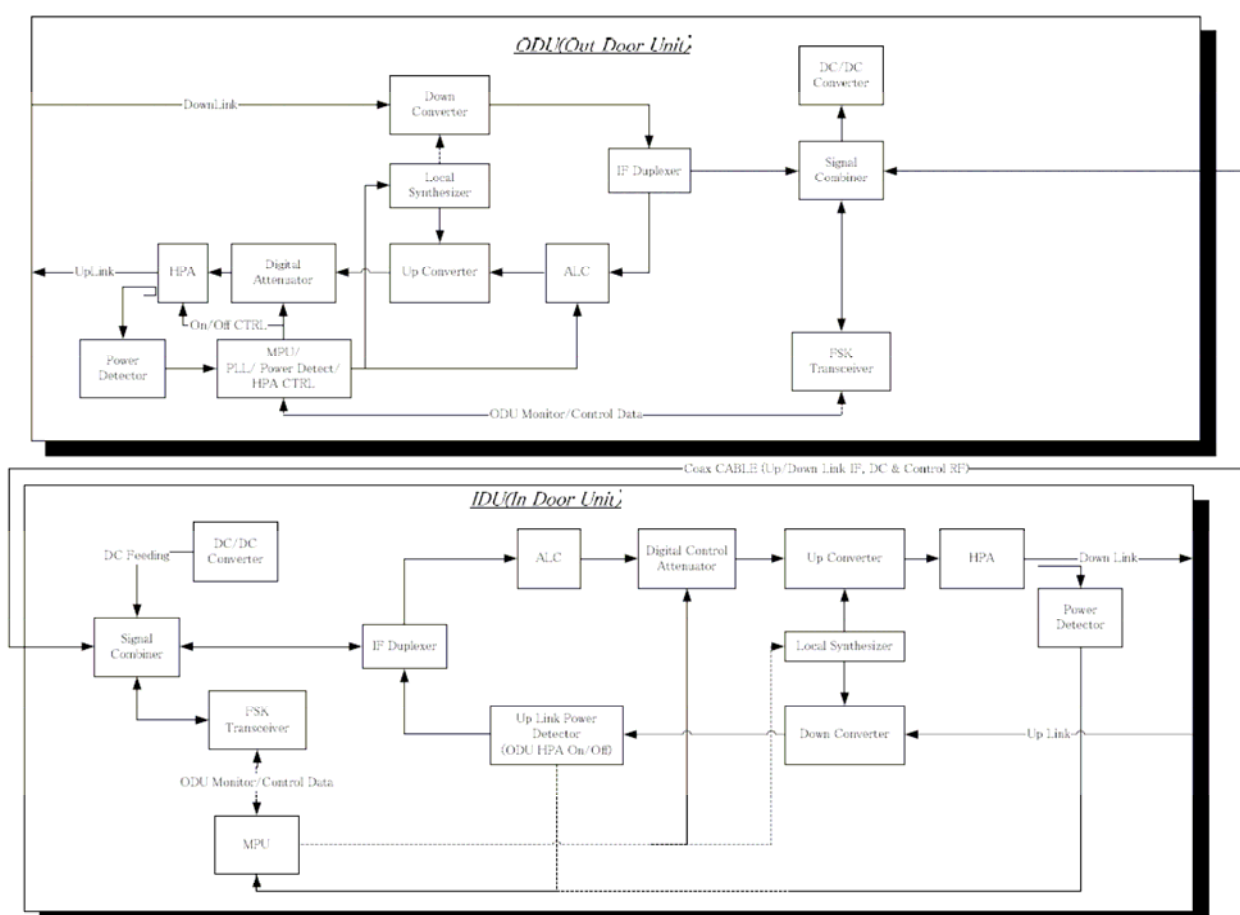 ODU(Out Door Unit)
DC/DC
Converter
Down
Converter
DownLink
IF Duplexer
Signal
Combiner
Local
Synthesizer
UpLink
HPA
Digital
Attenuator
Up Converter
ALC
On/Off CTRL
Power
Detector
MPU/
PLL/ Power Detect/
HPA CTRL
FSK
Transceiver
ODU Monitor/Control Data
Coax CABLE (Up/Down Link IF, DC & Control RF)
IDU(In Door Unit)
DC Feeding
DC/DC
Converter
ALC
Digital Control
Attenuator
Up Converter
HPA
Down Link
Power
Detector
Signal
Combiner
IF Duplexer
Local Synthesizer
FSK
Transceiver
Up Link Power
Detector
(ODU HPA On/Off)
Down Converter
Up Link
ODU Monitor/Control Data
MPU